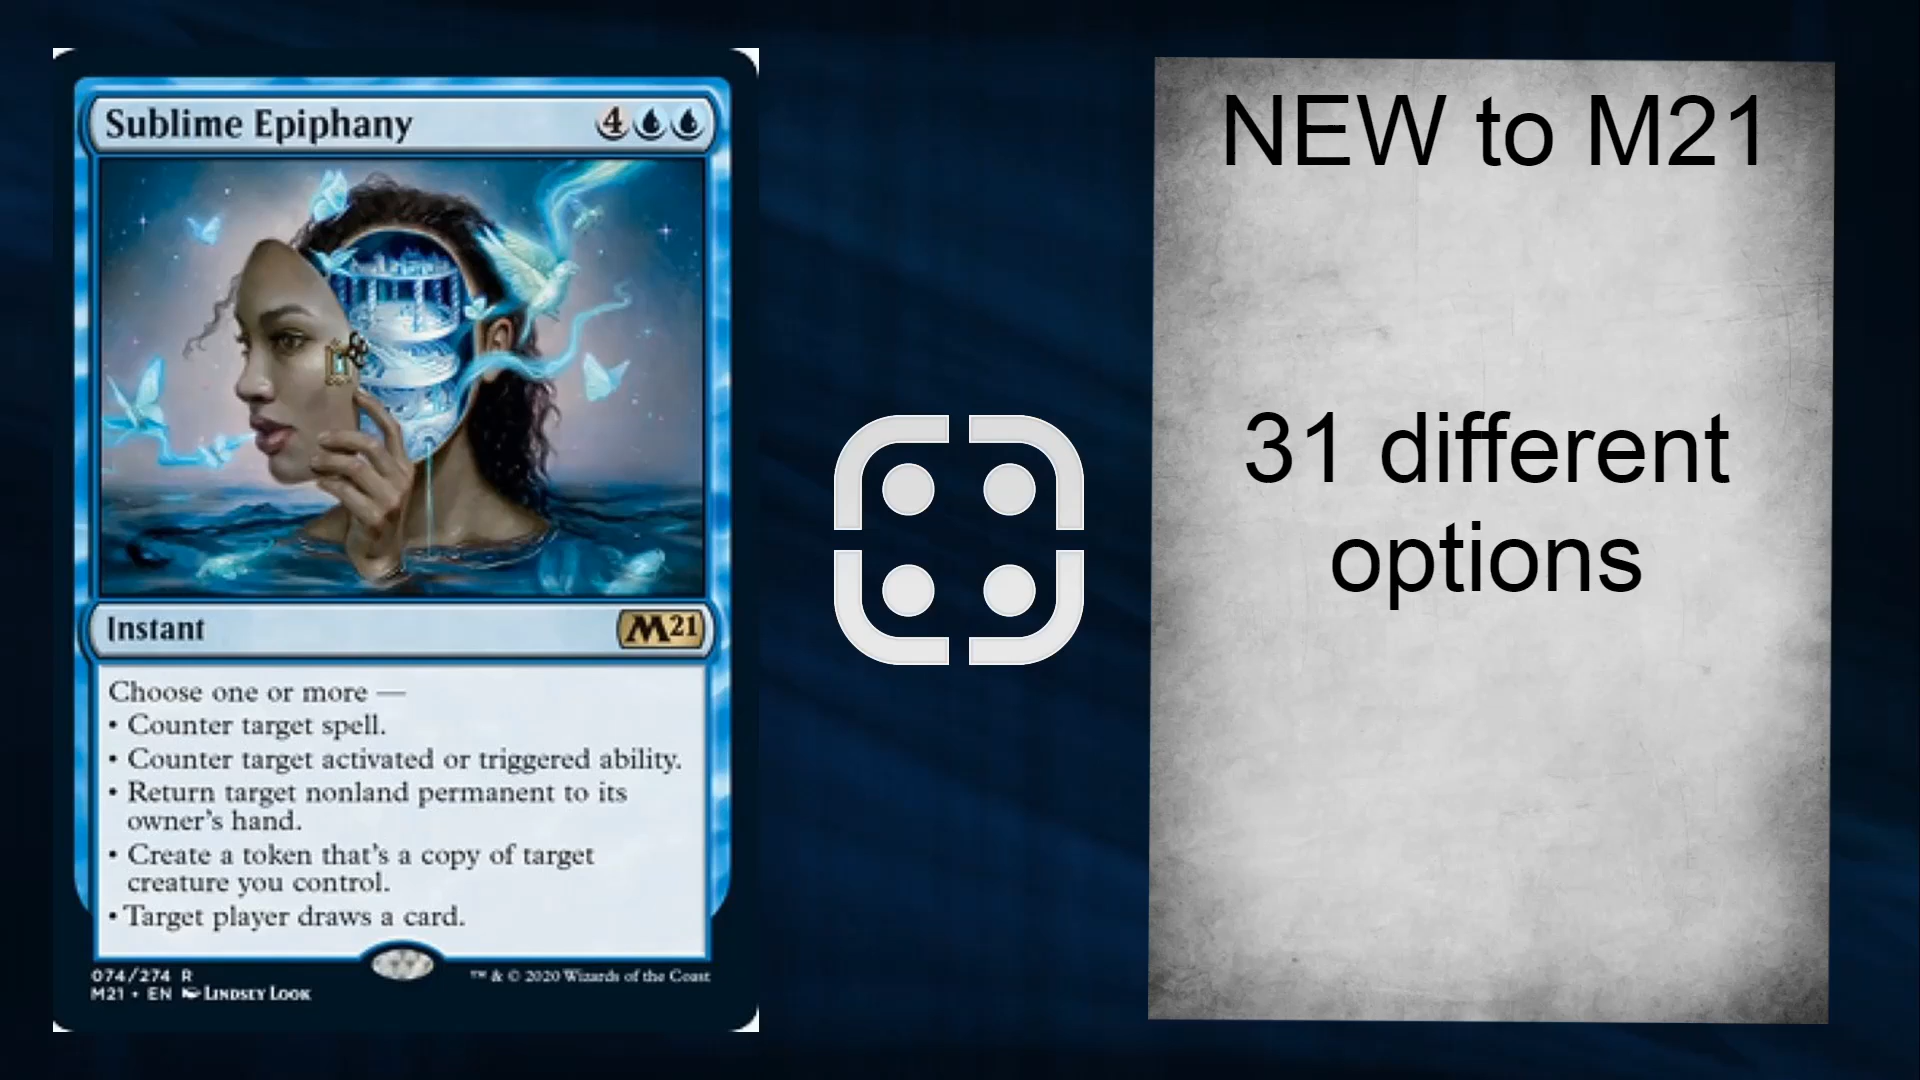 Sublime Epiphany 4
Instant M21
Choose one or more —
• Counter target spell.
• Counter target activated or triggered ability.
• Return target nonland permanent to its
owner's hand.
• Create a token that's a copy of target
creature you control.
• Target player draws a card.
074/274 R
M21 • EN LINDSEY LOOK
™ & © 2020 Wizards of the Coast
NEW to M21
31 different
options